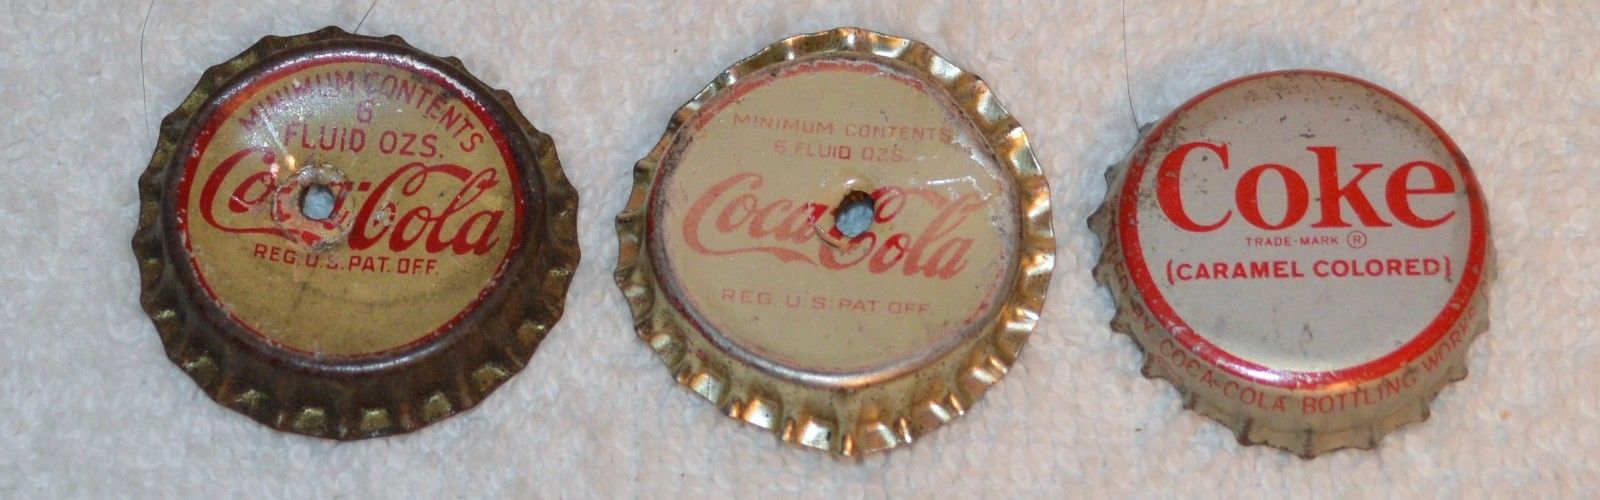 MINIMUM CONTENTS
6
FLUID OZS.
Coca-Cola
REG. U.S. PAT. OFF.
MINIMUM CONTENTS
6 FLUID OZS.
Coca-Cola
REG. U.S. PAT. OFF.
Coke
TRADE-MARK ®
(CARAMEL COLORED)
BY COCA-COLA BOTTLING WORKS